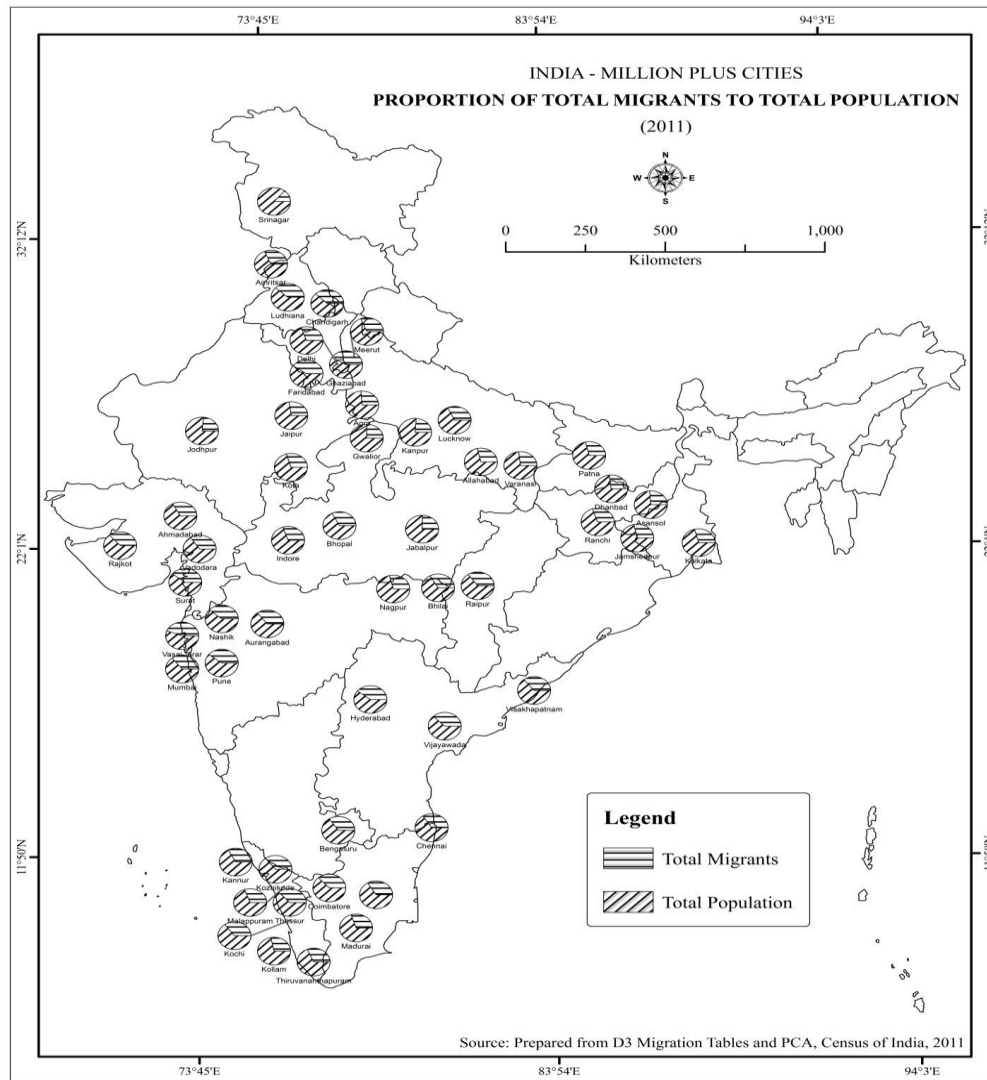 73°45'E 83°54'E 94°3'E
INDIA - MILLION PLUS CITIES
PROPORTION OF TOTAL MIGRANTS TO TOTAL POPULATION
(2011)
N
W E
S
0 250 500 1,000
Kilometers
32°12'N
Srinagar
Amritsar
Ludhiana
Chandigarh
Meerut
Delhi
Ghaziabad
Faridabad
Agra
Jaipur
Jodhpur
Gwalior
Kanpur
Lucknow
Kota
Allahabad
Varanasi
Patna
Dhanbad
Asansol
Ranchi
Jamshedpur
Kolkata
Ahmadabad
Rajkot
Vadodara
Indore
Bhopal
Jabalpur
Surat
Nagpur
Bhilai
Raipur
Nashik
Aurangabad
Mumbai
Pune
Hyderabad
Visakhapatnam
Vijayawada
Bengaluru
Chennai
11°50'N
Kannur
Kozhikode
Malappuram
Thrissur
Coimbatore
Madurai
Kochi
Kollam
Thiruvananthapuram
Legend
Total Migrants
Total Population
Source: Prepared from D3 Migration Tables and PCA, Census of India, 2011
73°45'E 83°54'E 94°3'E